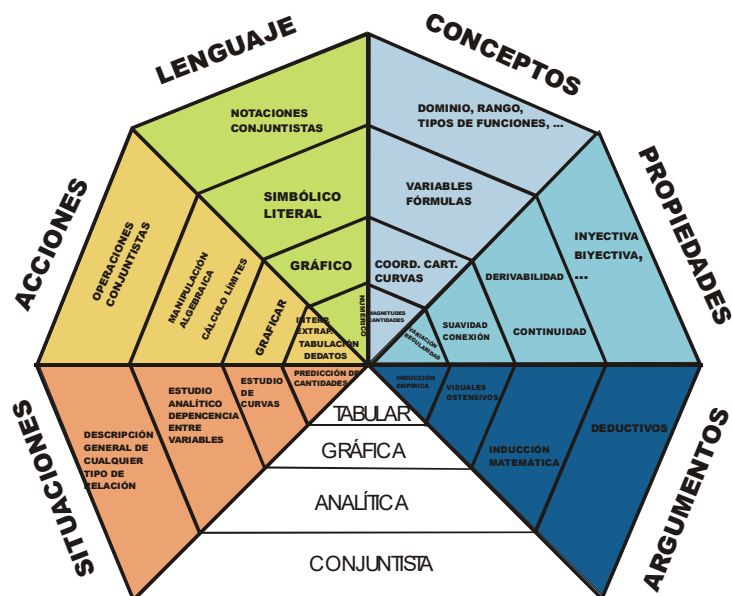 LENGUAJE
CONCEPTOS
ACCIONES
PROPIEDADES
SITUACIONES
ARGUMENTOS
NOTACIONES
CONJUNTISTAS
SIMBÓLICO
LITERAL
GRÁFICO
NUMERICO
DOMINIO, RANGO,
TIPOS DE FUNCIONES, ...
VARIABLES
FÓRMULAS
COORD. CART.
CURVAS
MAGNITUDES
CANTIDADES
OPERACIONES
CONJUNTISTAS
MANIPULACIÓN
ALGEBRAICA
CÁLCULO LÍMITES
GRAFICAR
INTERP.
EXTRAP.
TABULACIÓN
DEDATOS
INYECTIVA
BIYECTIVA,
...
DERIVABILIDAD
CONTINUIDAD
SUAVIDAD
CONEXIÓN
VARIACIÓN
REGULARIDAD
DESCRIPCIÓN
GENERAL DE
CUALQUIER
TIPO DE
RELACIÓN
ESTUDIO
ANALÍTICO
DEPENCENCIA
ENTRE
VARIABLES
ESTUDIO
DE
CURVAS
PREDICCIÓN DE
CANTIDADES
INDUCCIÓN
EMPÍRICA
VISUALES
OSTENSIVOS
INDUCCIÓN
MATEMÁTICA
DEDUCTIVOS
TABULAR
GRÁFICA
ANALÍTICA
CONJUNTISTA